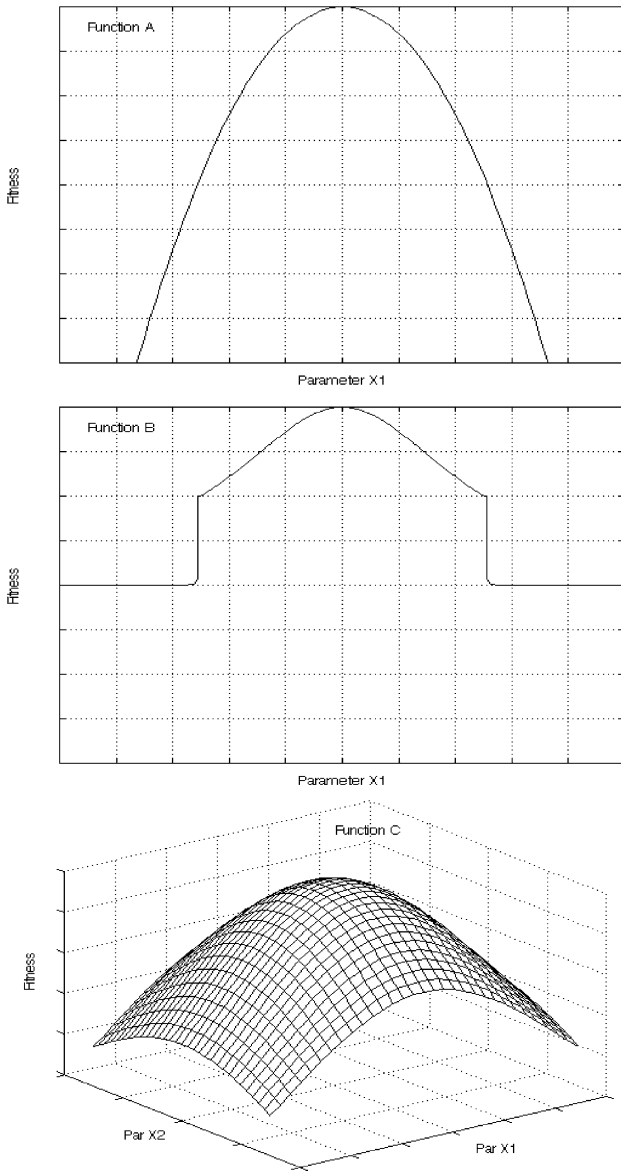 Function A
Fitness
Parameter X1
Function B
Fitness
Parameter X1
Function C
Fitness
Par X2
Par X1